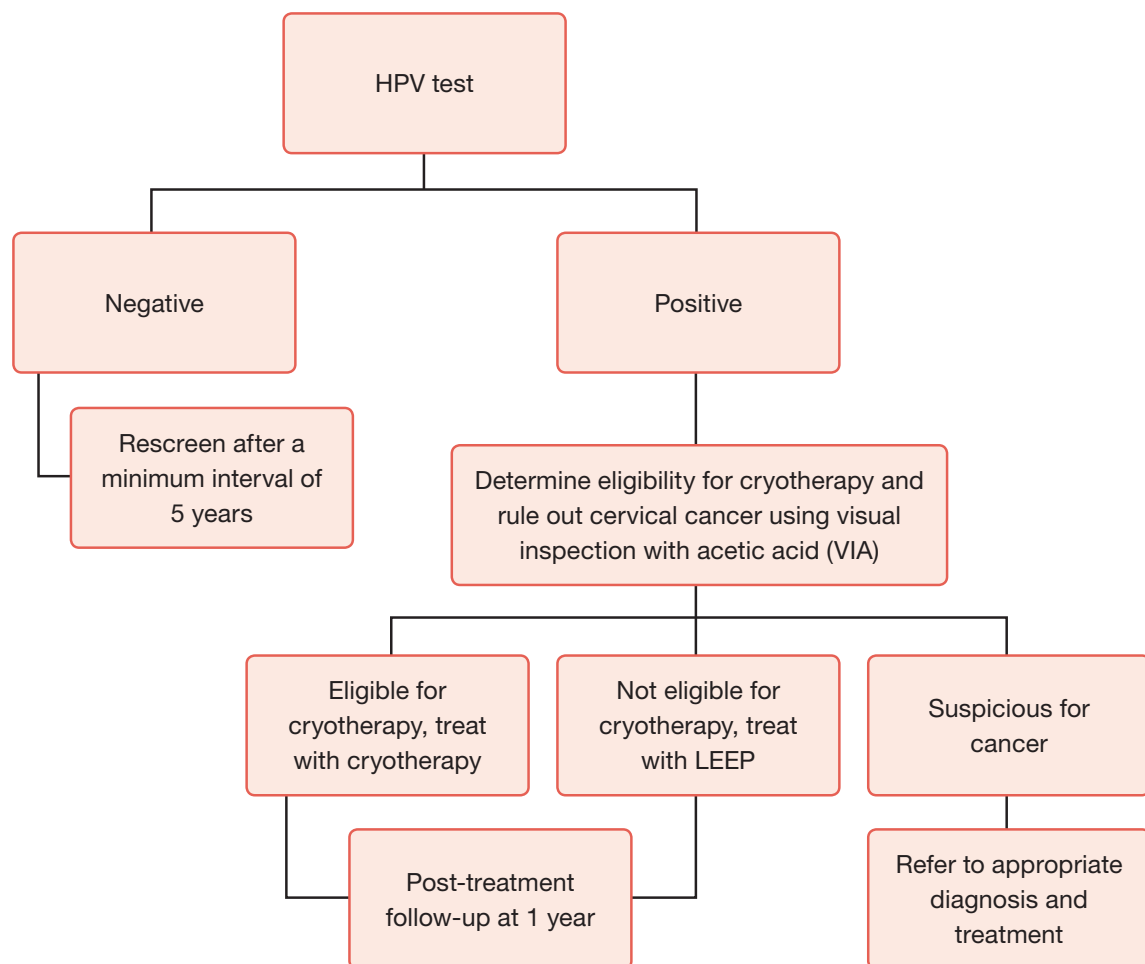 HPV test
Negative
Positive
Rescreen after a
minimum interval of
5 years
Determine eligibility for cryotherapy and
rule out cervical cancer using visual
inspection with acetic acid (VIA)
Eligible for
cryotherapy, treat
with cryotherapy
Not eligible for
cryotherapy, treat
with LEEP
Suspicious for
cancer
Post-treatment
follow-up at 1 year
Refer to appropriate
diagnosis and
treatment